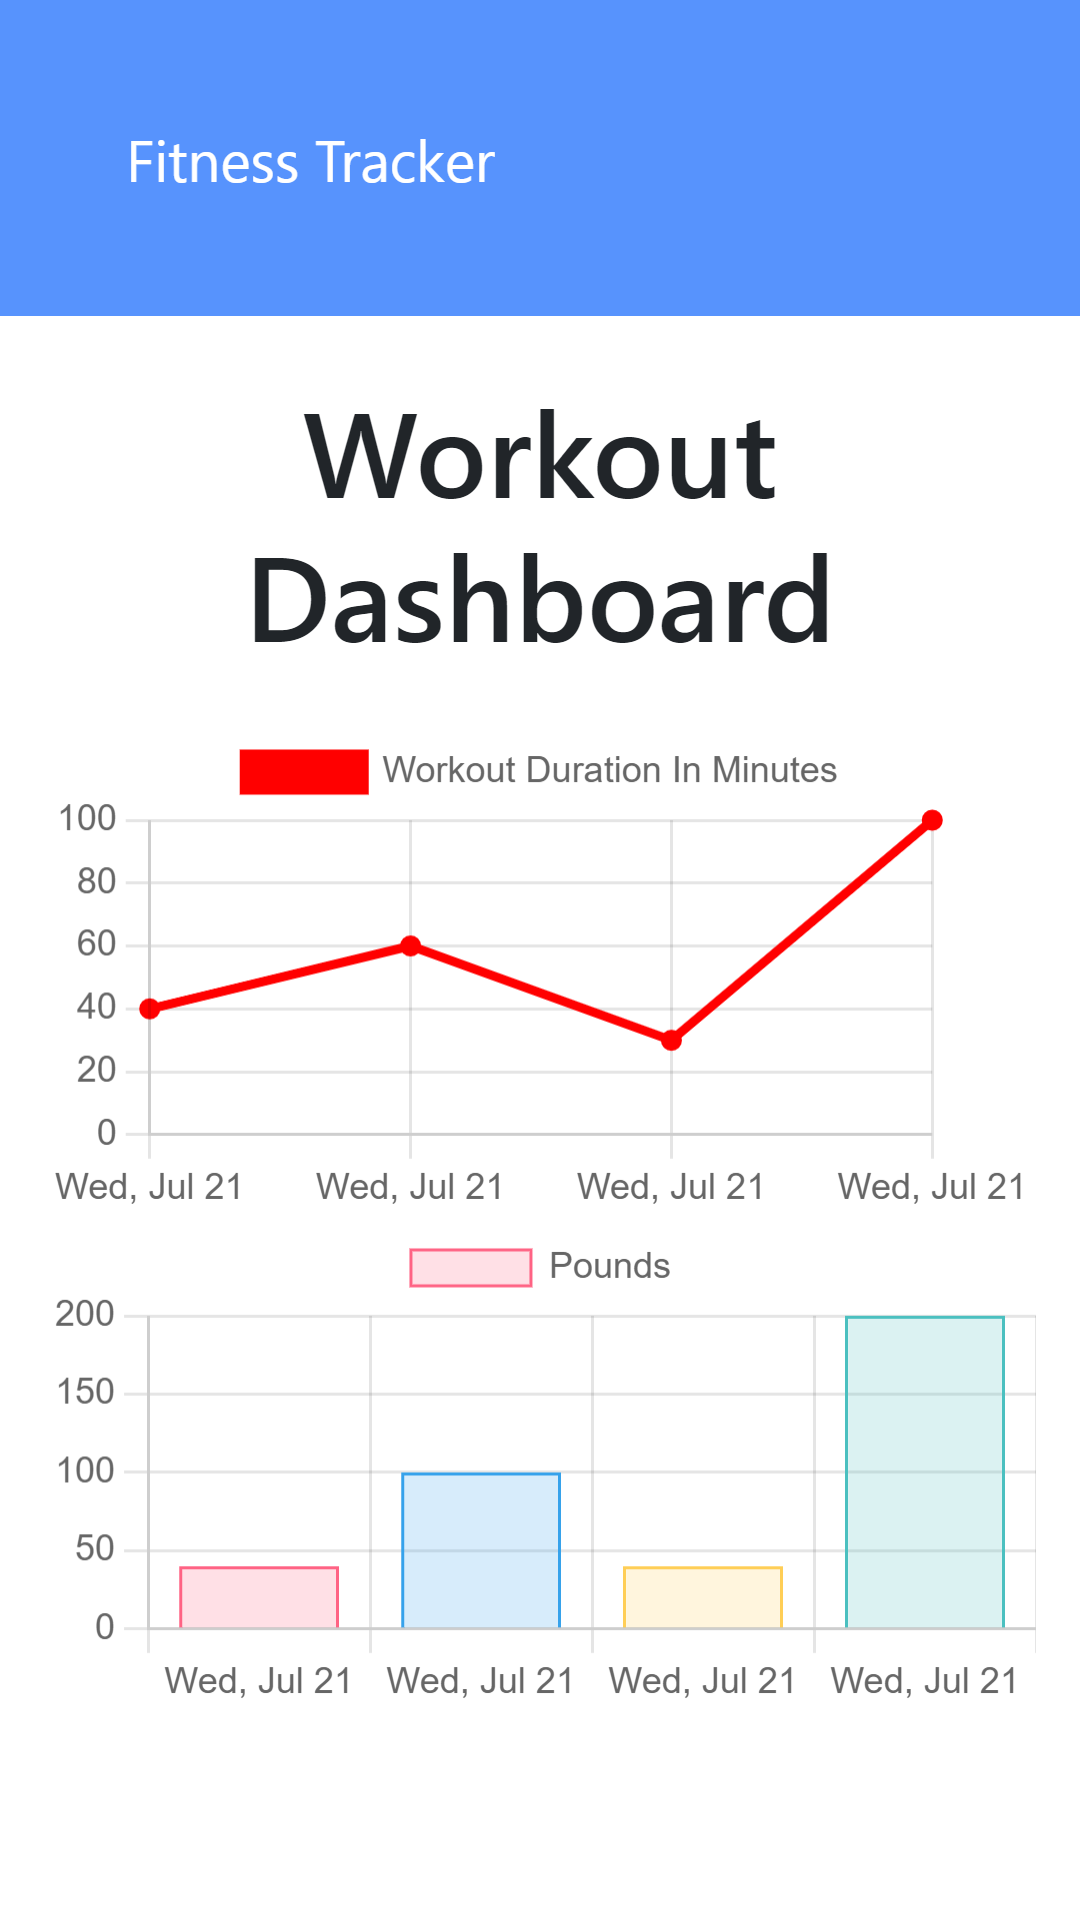 Fitness Tracker
Workout
Dashboard
Workout Duration In Minutes
100
80
60
40
20
0
Wed, Jul 21 Wed, Jul 21 Wed, Jul 21 Wed, Jul 21
Pounds
200
150
100
50
0
Wed, Jul 21 Wed, Jul 21 Wed, Jul 21 Wed, Jul 21